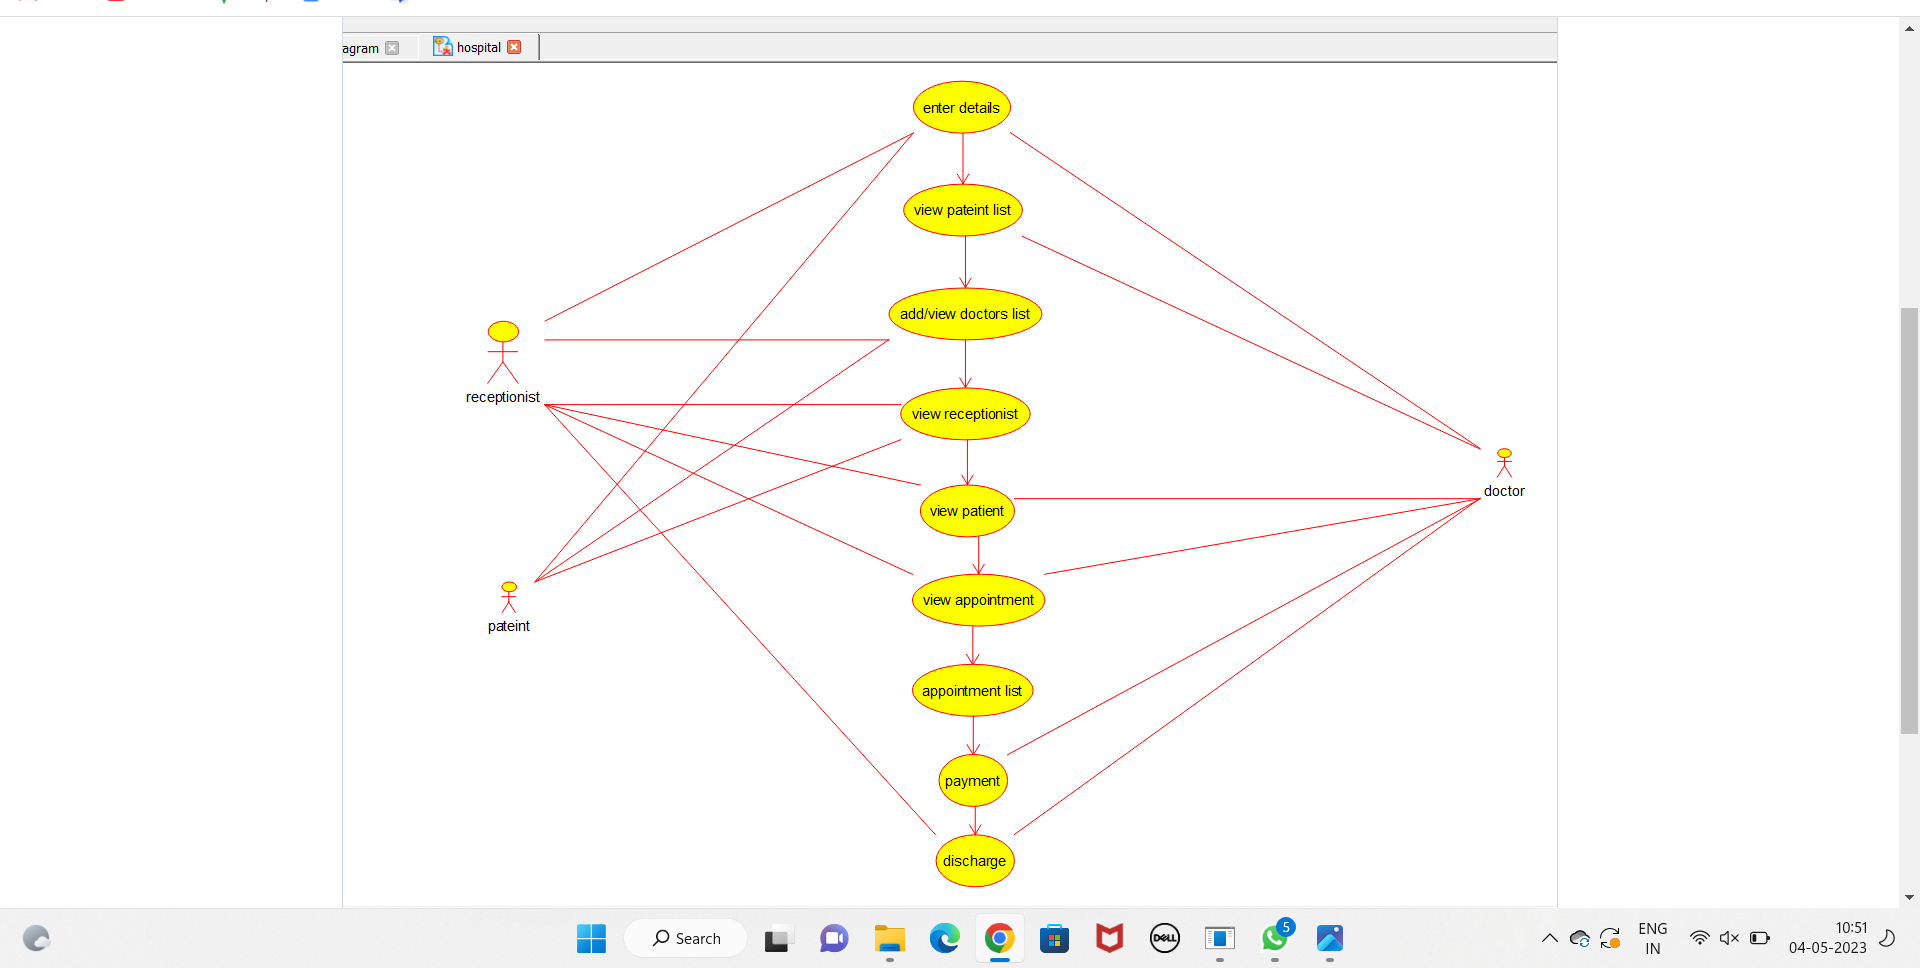 agram
hospital
enter details
view pateint list
add/view doctors list
receptionist
view receptionist
doctor
view patient
view appointment
pateint
appointment list
payment
discharge
Search
DELL
5
ENG
IN
10:51
04-05-2023